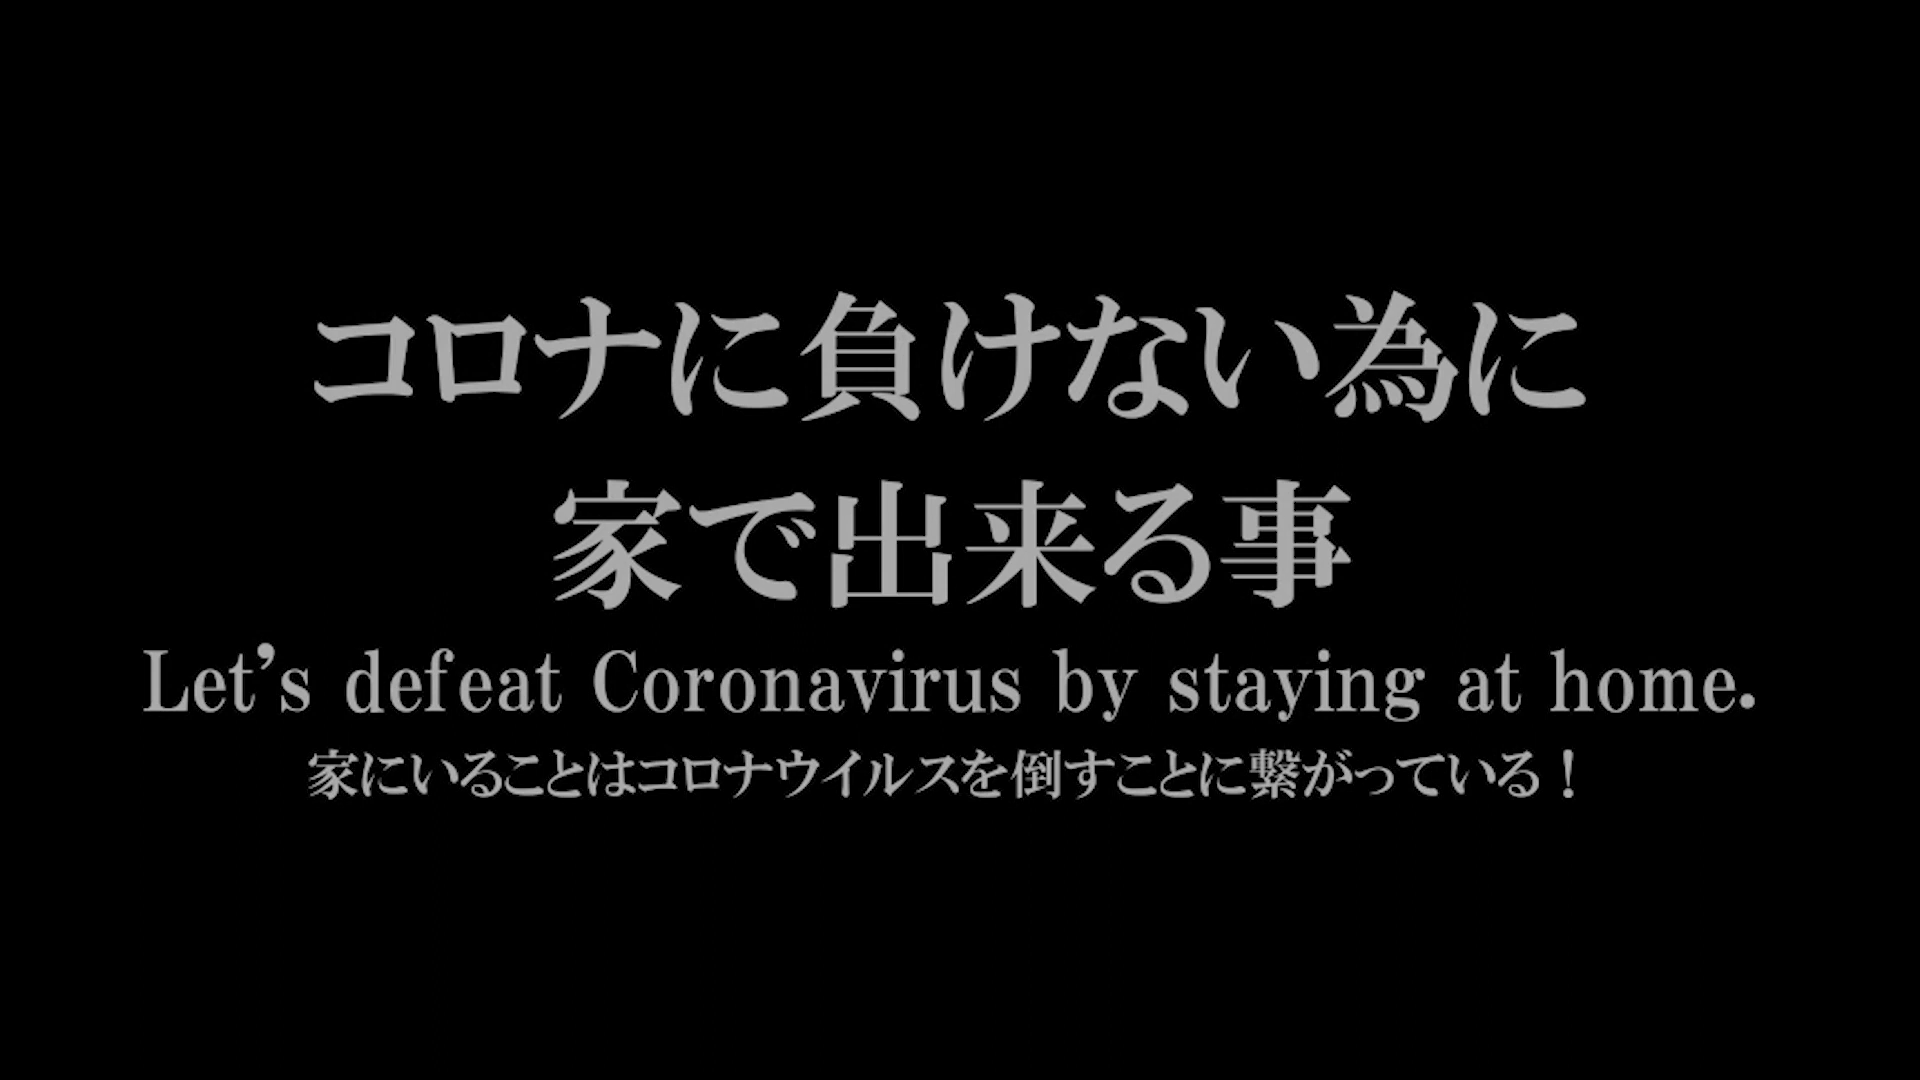 コロナに負けない為に
家で出来る事
Let's defeat Coronavirus by staying at home.
家にいることはコロナウイルスを倒すことに繋がっている！